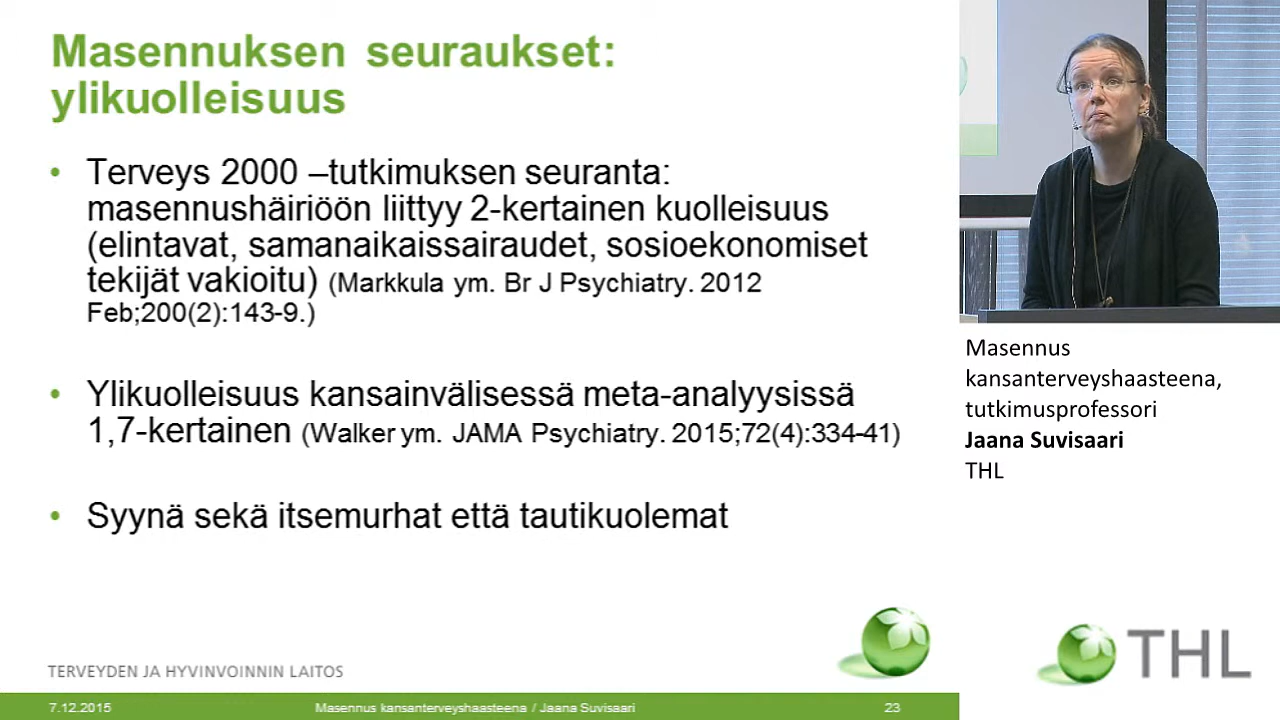 Masennuksen seuraukset:
ylikuolleisuus
• Terveys 2000 –tutkimuksen seuranta:
masennushäiriöön liittyy 2-kertainen kuolleisuus
(elintavat, samanaikaissairaudet, sosioekonomiset
tekijät vakioitu) (Markkula ym. Br J Psychiatry. 2012
Feb;200(2):143-9.)
• Ylikuolleisuus kansainvälisessä meta-analyysissä
1,7-kertainen (Walker ym. JAMA Psychiatry. 2015;72(4):334-41)
• Syynä sekä itsemurhat että tautikuolemat
TERVEYDEN JA HYVINVOINNIN LAITOS
7.12.2015 Masennus kansanterveyshaasteena / Jaana Suvisaari 23
Masennus
kansanterveyshaasteena,
tutkimusprofessori
Jaana Suvisaari
THL
THL